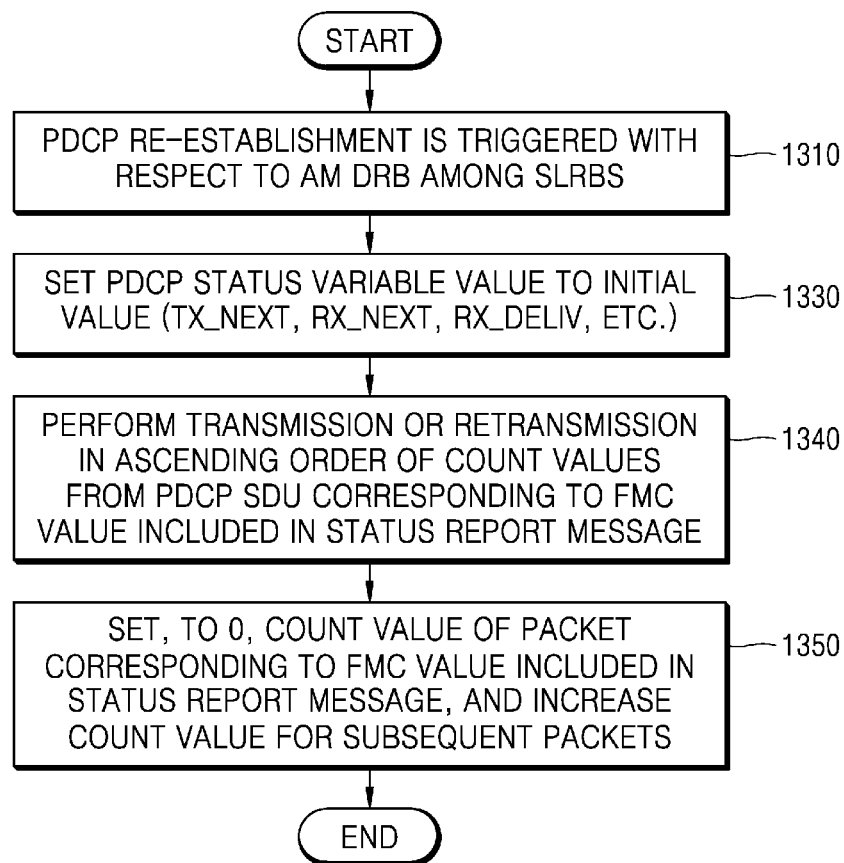 START
PDCP RE-ESTABLISHMENT IS TRIGGERED WITH
RESPECT TO AM DRB AMONG SLRBS
1310
SET PDCP STATUS VARIABLE VALUE TO INITIAL
VALUE (TX_NEXT, RX_NEXT, RX_DELIV, ETC.)
1330
PERFORM TRANSMISSION OR RETRANSMISSION
IN ASCENDING ORDER OF COUNT VALUES
FROM PDCP SDU CORRESPONDING TO FMC
VALUE INCLUDED IN STATUS REPORT MESSAGE
1340
SET, TO 0, COUNT VALUE OF PACKET
CORRESPONDING TO FMC VALUE INCLUDED IN
STATUS REPORT MESSAGE, AND INCREASE
COUNT VALUE FOR SUBSEQUENT PACKETS
1350
END